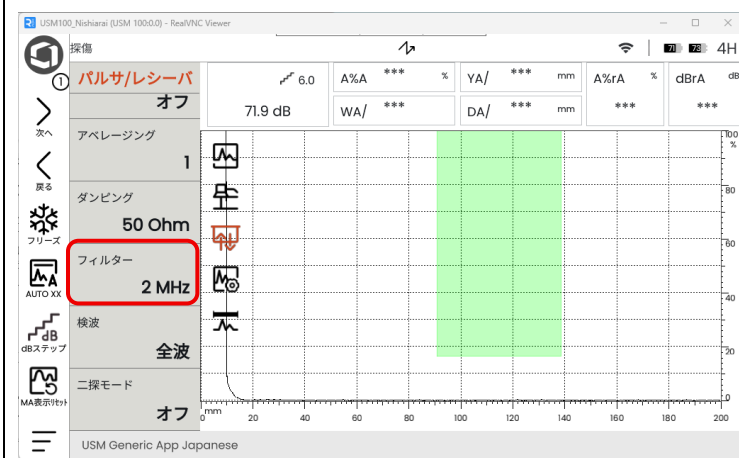 USM100_Nishiarai (USM 100:0.0) - RealVNC Viewer
探傷
71 73 4H
1
パルサ/レシーバ
オフ
6.0
71.9 dB
A%A *** %
YA/ *** mm
A%rA %
***
dBrA dB
***
WA/ ***
DA/ *** mm
次へ
戻る
フリーズ
AUTO XX
dBステップ
MA表示リセット
アベレージング
1
ダンピング
50 Ohm
フィルター
2 MHz
検波
全波
二探モード
オフ
100
%
80
60
40
20
0
0 mm 20 40 60 80 100 120 140 160 180 200
USM Generic App Japanese